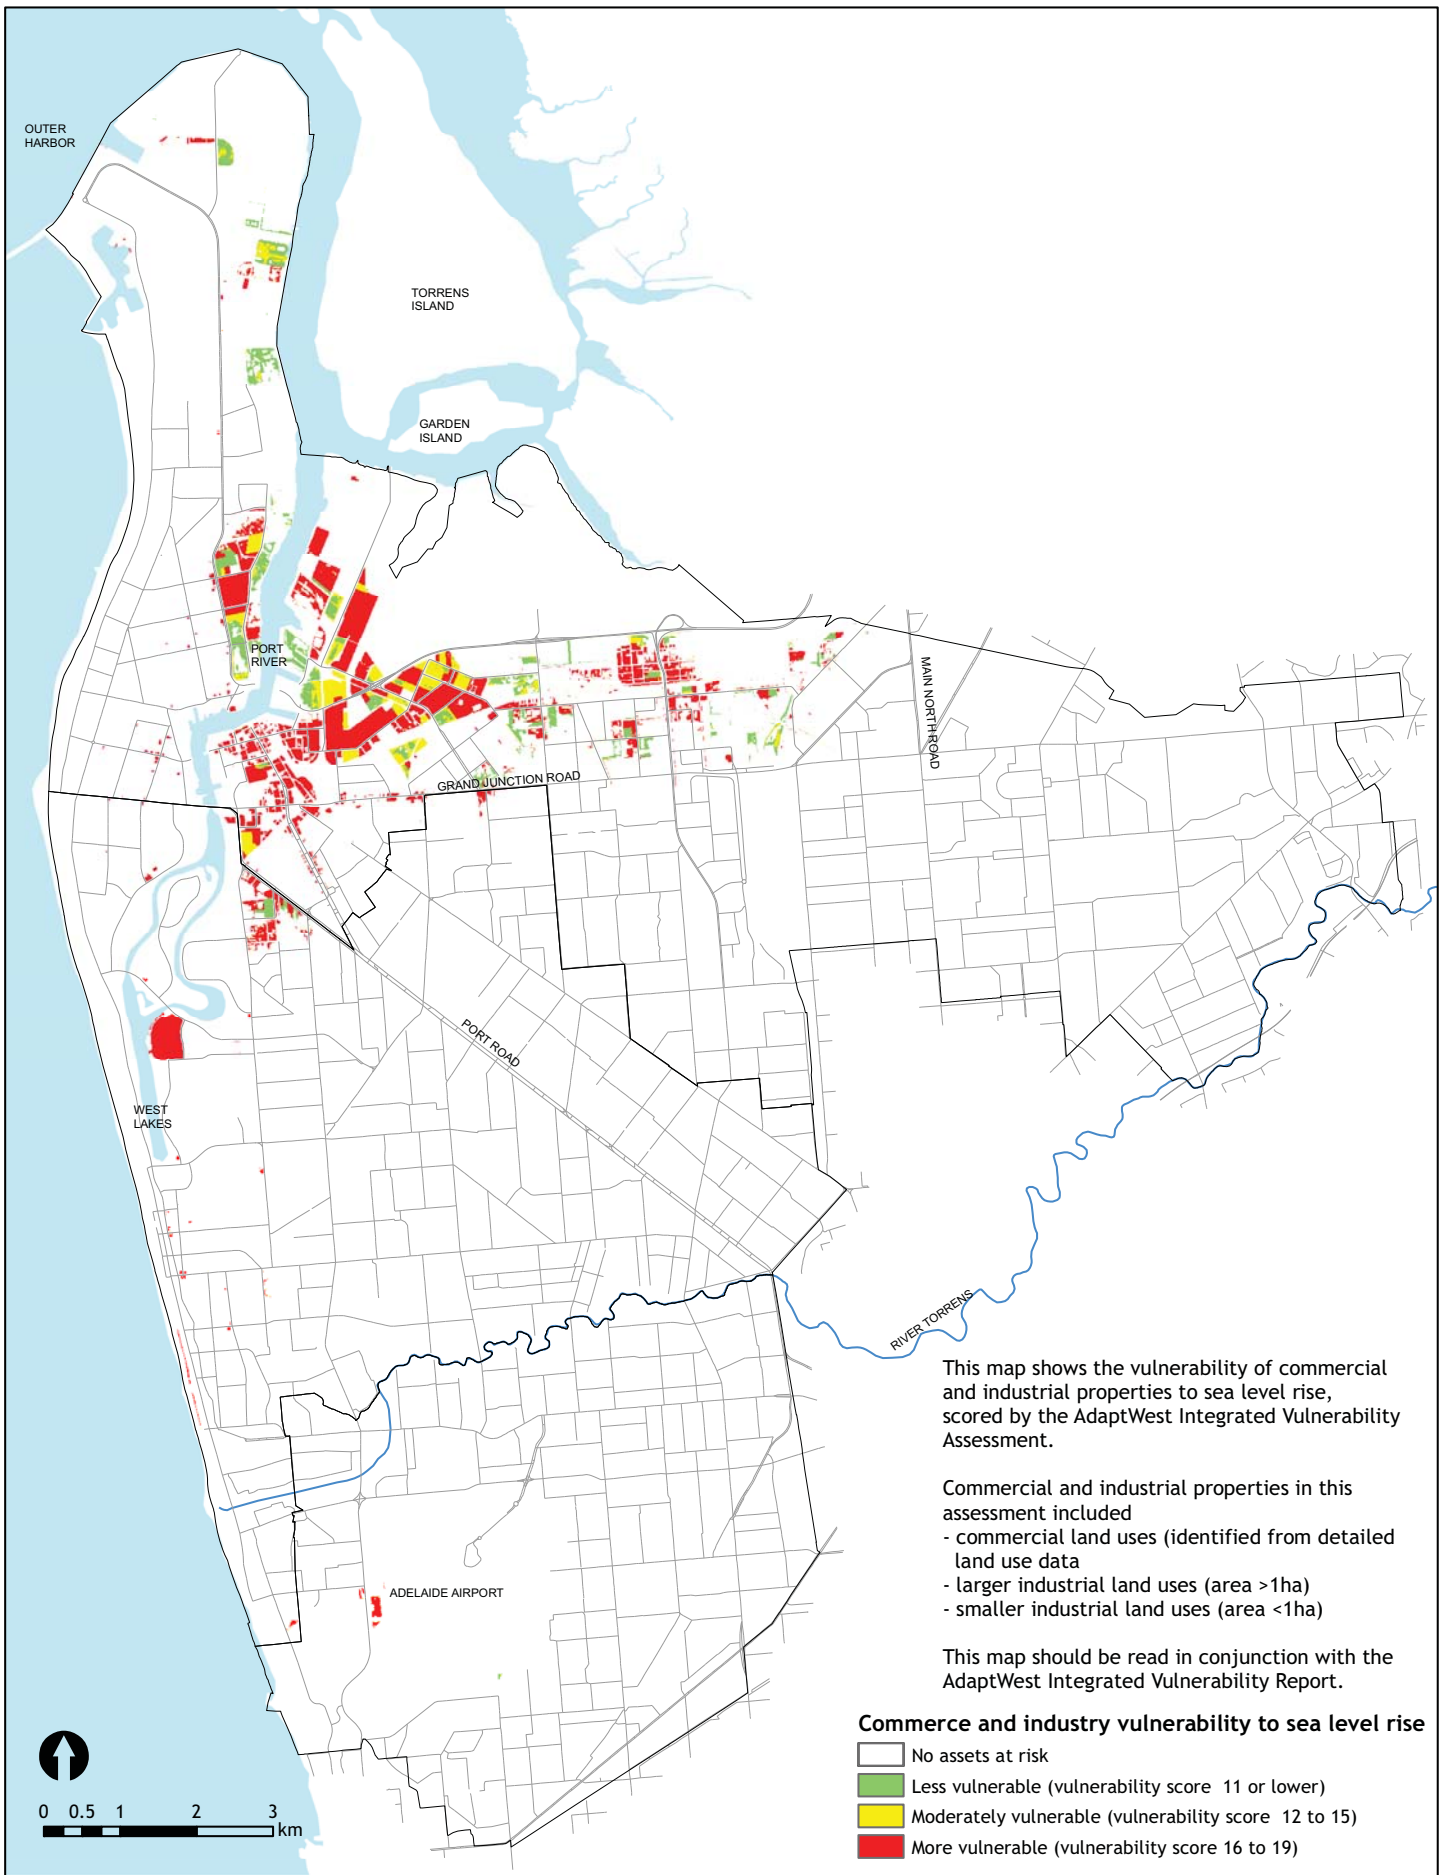 OUTER
HARBOR
TORRENS
ISLAND
GARDEN
ISLAND
PORT
RIVER
MAIN NORTH ROAD
GRAND JUNCTION ROAD
PORT ROAD
WEST
LAKES
RIVER TORRENS
ADELAIDE AIRPORT
This map shows the vulnerability of commercial
and industrial properties to sea level rise,
scored by the AdaptWest Integrated Vulnerability
Assessment.
Commercial and industrial properties in this
assessment included
- commercial land uses (identified from detailed
land use data
- larger industrial land uses (area >1ha)
- smaller industrial land uses (area <1ha)
This map should be read in conjunction with the
AdaptWest Integrated Vulnerability Report.
Commerce and industry vulnerability to sea level rise
No assets at risk
Less vulnerable (vulnerability score 11 or lower)
Moderately vulnerable (vulnerability score 12 to 15)
More vulnerable (vulnerability score 16 to 19)
0 0.5 1 2 3
km